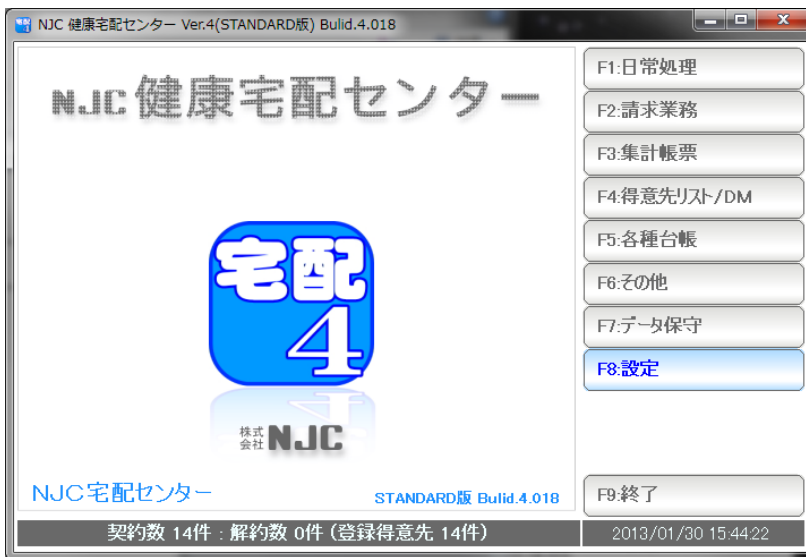 NJC 健康宅配センター Ver.4(STANDARD版) Bulid.4.018
NJC 健康宅配センター
宅配
4
株式会社 NJC
NJC宅配センター
STANDARD版 Bulid.4.018
F1:日常処理
F2:請求業務
F3:集計帳票
F4:得意先リスト/DM
F5:各種台帳
F6:その他
F7:データ保守
F8:設定
F9:終了
契約数 14件 : 解約数 0件 (登録得意先 14件)
2013/01/30 15:44:22